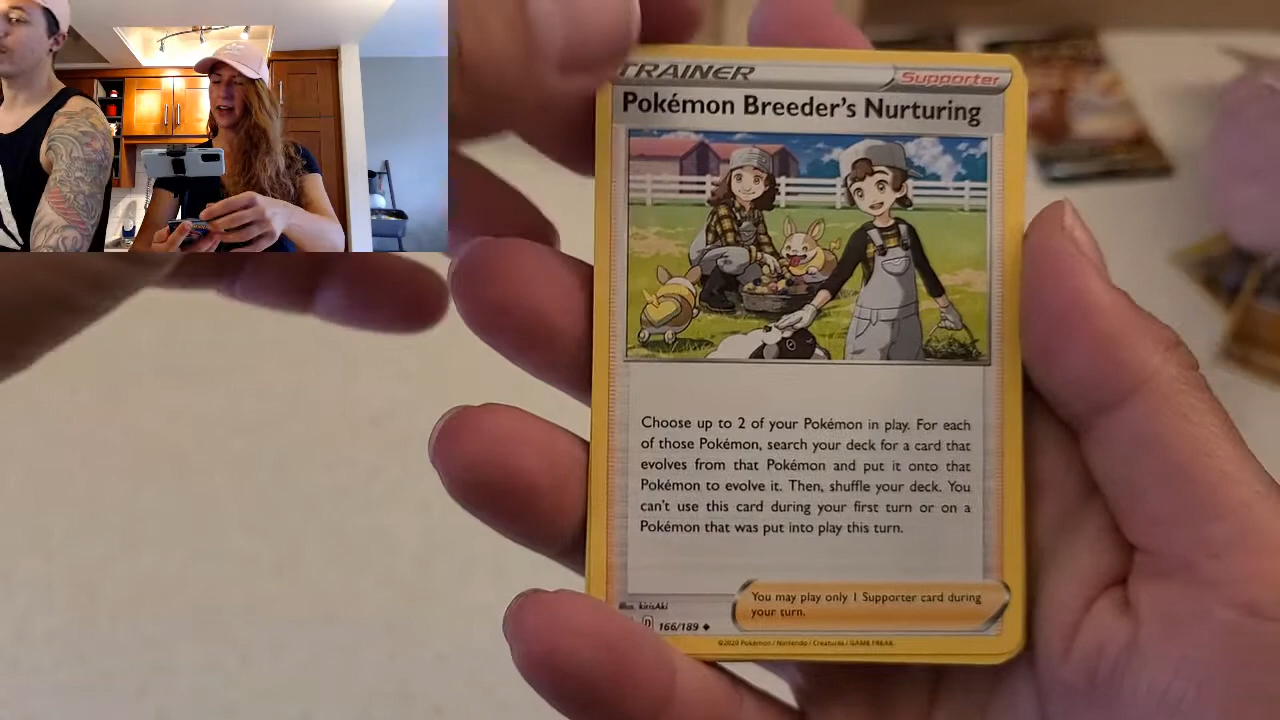 TRAINER
Supporter
Pokémon Breeder's Nurturing
Choose up to 2 of your Pokémon in play. For each
of those Pokémon, search your deck for a card that
evolves from that Pokémon and put it onto that
Pokémon to evolve it. Then, shuffle your deck. You
can't use this card during your first turn or on a
Pokémon that was put into play this turn.
You may play only 1 Supporter card during
your turn.
Illus. kirisAki
D 166/189
©2020 Pokémon / Nintendo / Creatures / GAME FREAK